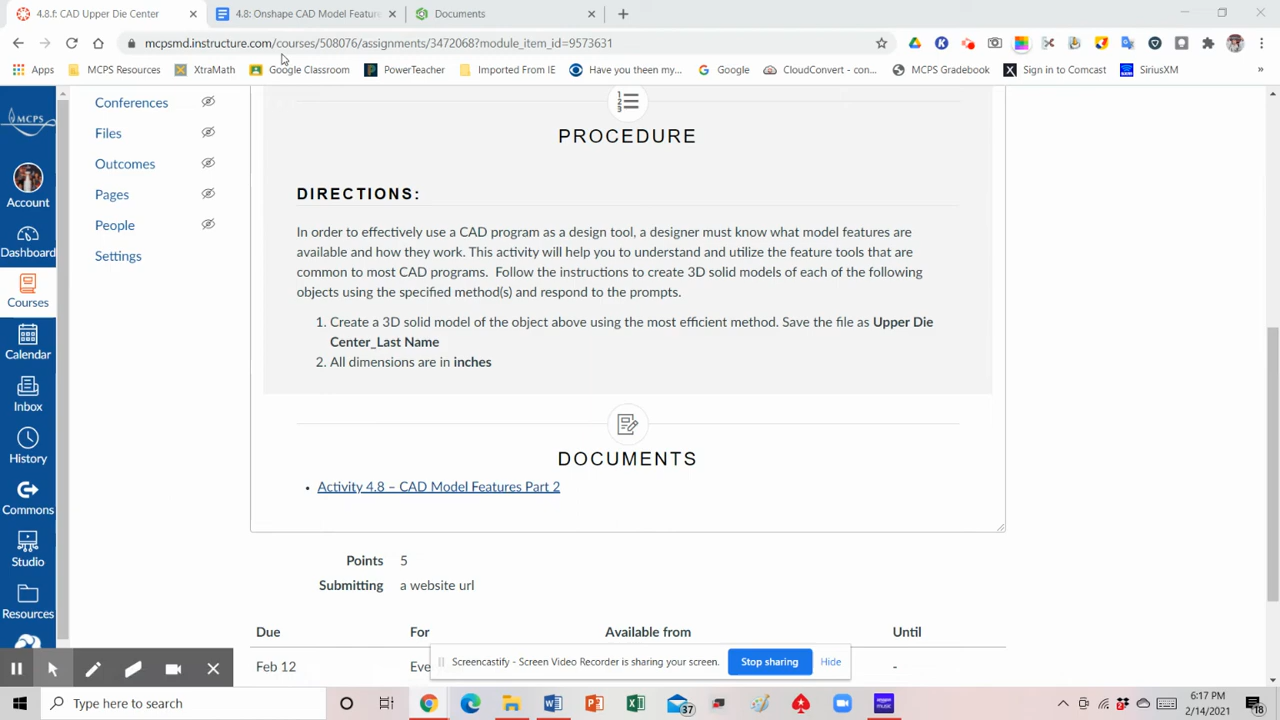 4.8.f: CAD Upper Die Center
4.8: Onshape CAD Model Feature
Documents
mcpsmd.instructure.com/courses/508076/assignments/3472068?module_item_id=9573631
Apps
MCPS Resources
XtraMath
Google Classroom
PowerTeacher
Imported From IE
Have you theen my...
Google
CloudConvert - con...
MCPS Gradebook
Sign in to Comcast
SiriusXM
MCPS
Account
Dashboard
Courses
Calendar
Inbox
History
Commons
Studio
Resources
Conferences
Files
Outcomes
Pages
People
Settings
PROCEDURE
DIRECTIONS:
In order to effectively use a CAD program as a design tool, a designer must know what model features are
available and how they work. This activity will help you to understand and utilize the feature tools that are
common to most CAD programs. Follow the instructions to create 3D solid models of each of the following
objects using the specified method(s) and respond to the prompts.
1. Create a 3D solid model of the object above using the most efficient method. Save the file as Upper Die
Center_Last Name
2. All dimensions are in inches
DOCUMENTS
• Activity 4.8 – CAD Model Features Part 2
Points 5
Submitting a website url
Due For Available from Until
Feb 12 Eve -
Screencastify - Screen Video Recorder is sharing your screen.
Stop sharing
Hide
Type here to search
37
6:17 PM
2/14/2021
18